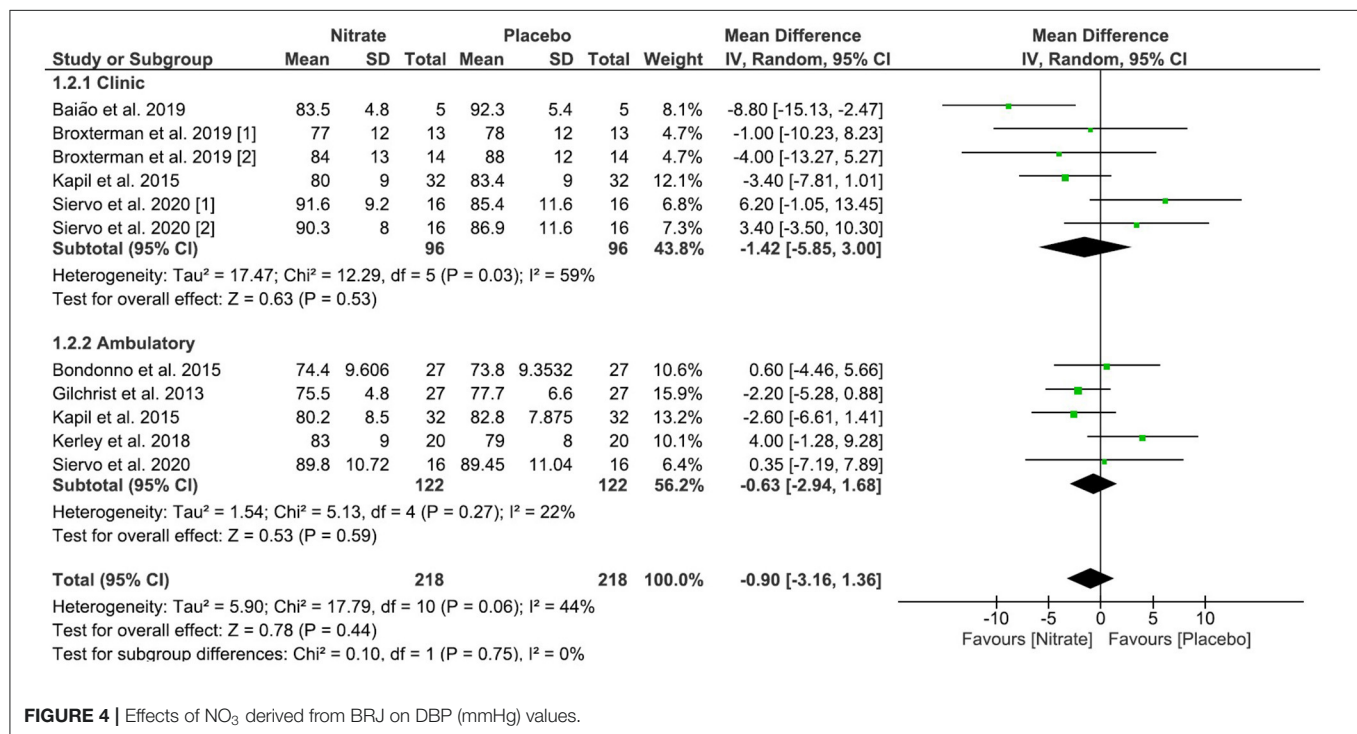 Nitrate Placebo Mean Difference Mean Difference
Study or Subgroup Mean SD Total Mean SD Total Weight IV, Random, 95% CI IV, Random, 95% CI
1.2.1 Clinic
Baião et al. 2019 83.5 4.8 5 92.3 5.4 5 8.1% -8.80 [-15.13, -2.47]
Broxterman et al. 2019 [1] 77 12 13 78 12 13 4.7% -1.00 [-10.23, 8.23]
Broxterman et al. 2019 [2] 84 13 14 88 12 14 4.7% -4.00 [-13.27, 5.27]
Kapil et al. 2015 80 9 32 83.4 9 32 12.1% -3.40 [-7.81, 1.01]
Siervo et al. 2020 [1] 91.6 9.2 16 85.4 11.6 16 6.8% 6.20 [-1.05, 13.45]
Siervo et al. 2020 [2] 90.3 8 16 86.9 11.6 16 7.3% 3.40 [-3.50, 10.30]
Subtotal (95% CI) 96 96 43.8% -1.42 [-5.85, 3.00]
Heterogeneity: Tau² = 17.47; Chi² = 12.29, df = 5 (P = 0.03); I² = 59%
Test for overall effect: Z = 0.63 (P = 0.53)
1.2.2 Ambulatory
Bondonno et al. 2015 74.4 9.606 27 73.8 9.3532 27 10.6% 0.60 [-4.46, 5.66]
Gilchrist et al. 2013 75.5 4.8 27 77.7 6.6 27 15.9% -2.20 [-5.28, 0.88]
Kapil et al. 2015 80.2 8.5 32 82.8 7.875 32 13.2% -2.60 [-6.61, 1.41]
Kerley et al. 2018 83 9 20 79 8 20 10.1% 4.00 [-1.28, 9.28]
Siervo et al. 2020 89.8 10.72 16 89.45 11.04 16 6.4% 0.35 [-7.19, 7.89]
Subtotal (95% CI) 122 122 56.2% -0.63 [-2.94, 1.68]
Heterogeneity: Tau² = 1.54; Chi² = 5.13, df = 4 (P = 0.27); I² = 22%
Test for overall effect: Z = 0.53 (P = 0.59)
Total (95% CI) 218 218 100.0% -0.90 [-3.16, 1.36]
Heterogeneity: Tau² = 5.90; Chi² = 17.79, df = 10 (P = 0.06); I² = 44%
Test for overall effect: Z = 0.78 (P = 0.44)
Test for subgroup differences: Chi² = 0.10, df = 1 (P = 0.75), I² = 0%
-10 -5 0 5 10
Favours [Nitrate] Favours [Placebo]
FIGURE 4 | Effects of NO₃ derived from BRJ on DBP (mmHg) values.